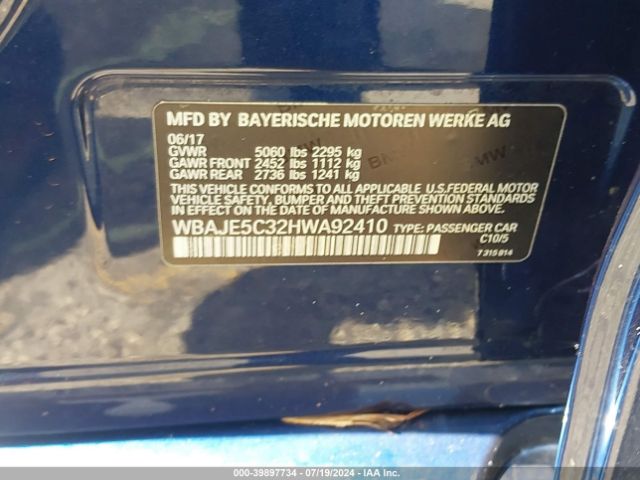 MFD BY BAYERISCHE MOTOREN WERKE AG
06/17
GVWR 5060 lbs 2295 kg
GAWR FRONT 2452 lbs 1112 kg
GAWR REAR 2736 lbs 1241 kg
THIS VEHICLE CONFORMS TO ALL APPLICABLE U.S.FEDERAL MOTOR
VEHICLE SAFETY, BUMPER AND THEFT PREVENTION STANDARDS
IN EFFECT ON THE DATE OF MANUFACTURE SHOWN ABOVE.
WBAJE5C32HWA92410 TYPE: PASSENGER CAR
C10/5
7 315 814
000-39897734 - 07/19/2024 - IAA Inc.